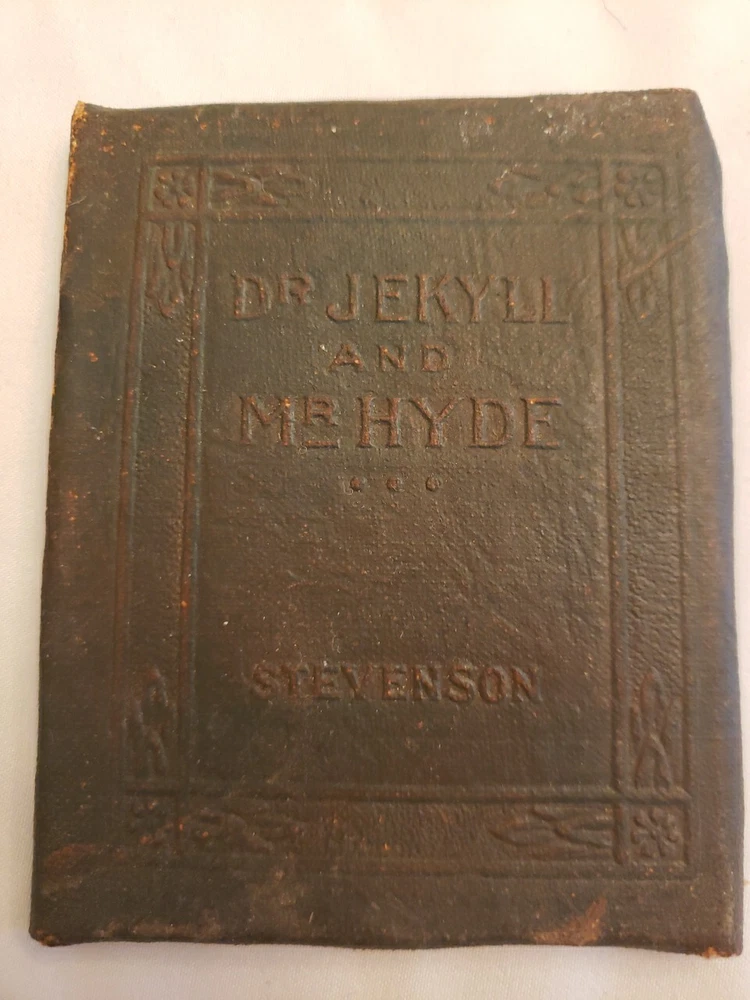 DR JEKYLL
AND
MR HYDE
...
STEVENSON